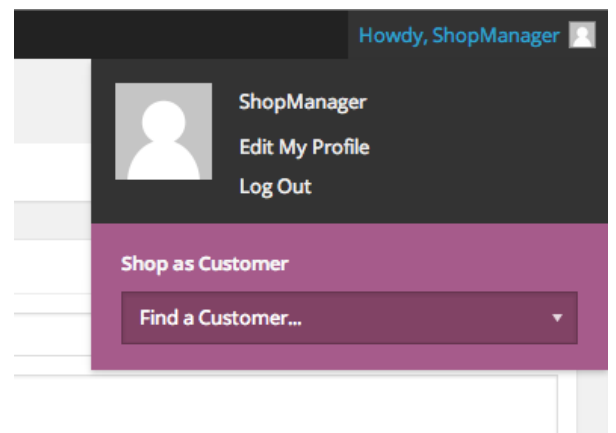 Howdy, ShopManager
ShopManager
Edit My Profile
Log Out
Shop as Customer
Find a Customer...